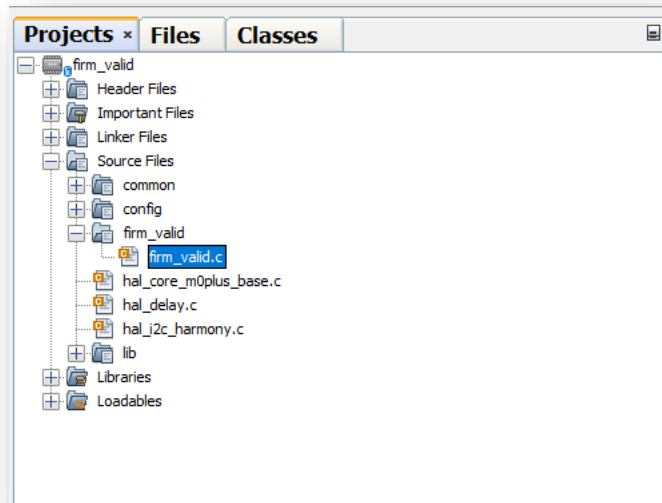 Projects × Files Classes
firm_valid
Header Files
Important Files
Linker Files
Source Files
common
config
firm_valid
firm_valid.c
hal_core_m0plus_base.c
hal_delay.c
hal_i2c_harmony.c
lib
Libraries
Loadables